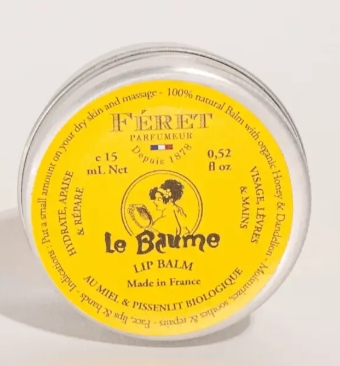 FÉRET
PARFUMEUR
Depuis 1878
e 15
mL Net
0,52
fl oz
HYDRATE, APAISE
& RÉPARE
VISAGE, LÈVRES
& MAINS
Le Baume
LIP BALM
Made in France
AU MIEL & PISSENLIT BIOLOGIQUE
Indications : Put a small amount on your dry skin and massage - 100% natural Balm with organic Honey & Dandelion - Moisturizes, soothes & repairs - Face, lips & hands -